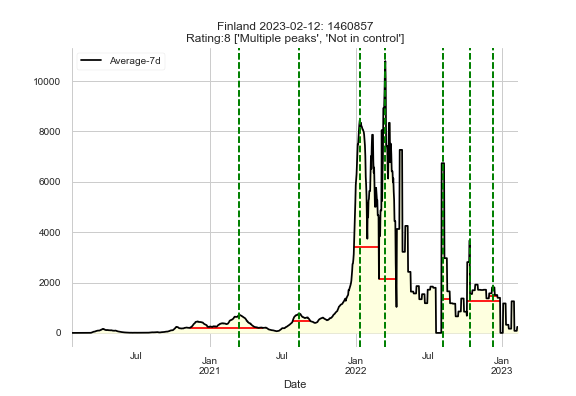 Finland 2023-02-12: 1460857
Rating:8 ['Multiple peaks', 'Not in control']
Average-7d
10000
8000
6000
4000
2000
0
Jul
Jan
2021
Jul
Jan
2022
Jul
Jan
2023
Date